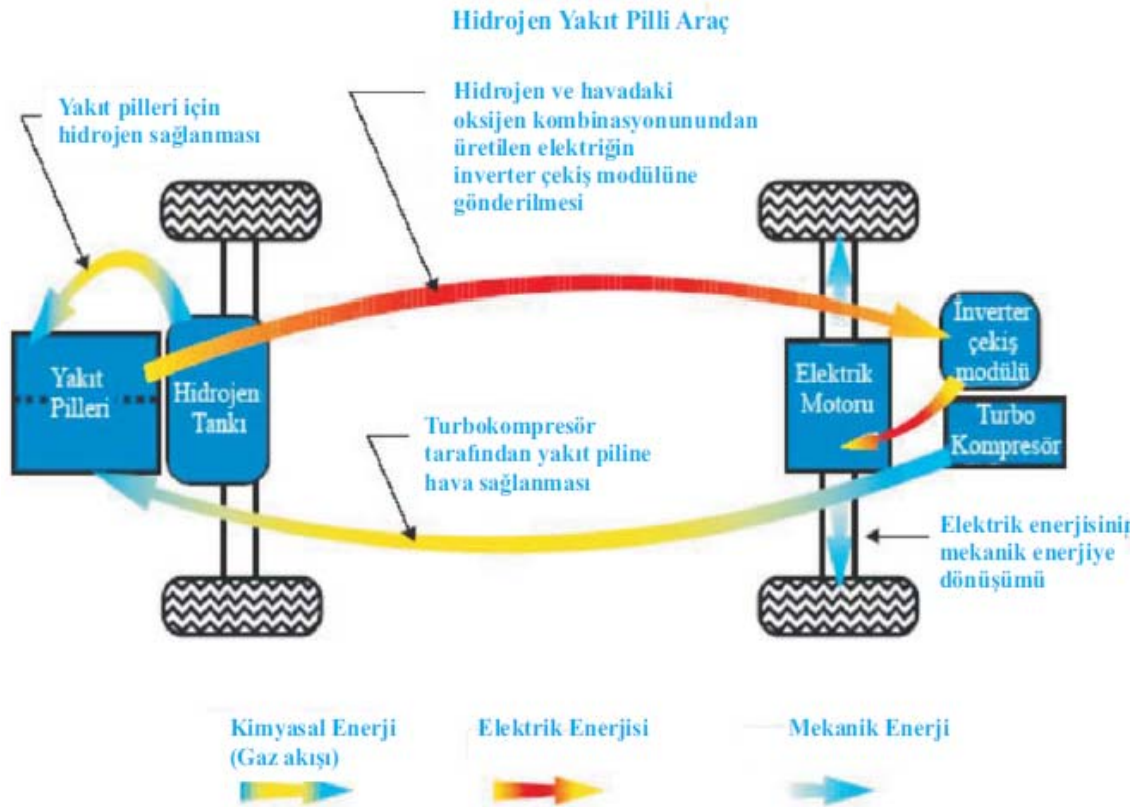 Hidrojen Yakıt Pilli Araç
Yakıt pilleri için
hidrojen sağlanması
Hidrojen ve havadaki
oksijen kombinasyonunundan
üretilen elektriğin
inverter çekiş modülüne
gönderilmesi
Yakıt
Pilleri
Hidrojen
Tankı
Elektrik
Motoru
İnverter
çekiş
modülü
Turbo
Kompresör
Turbokompresör
tarafından yakıt piline
hava sağlanması
Elektrik enerjisinin
mekanik enerjiye
dönüşümü
Kimyasal Enerji
(Gaz akışı)
Elektrik Enerjisi
Mekanik Enerji